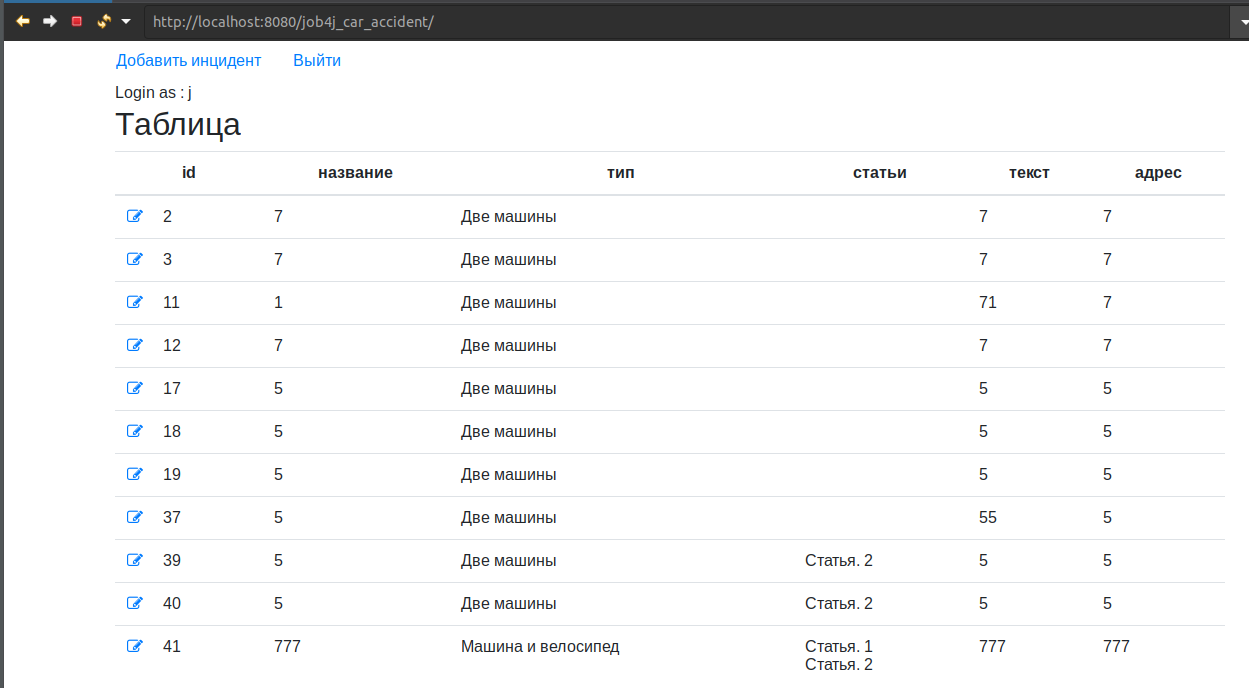 http://localhost:8080/job4j_car_accident/
Добавить инцидент Выйти
Login as : j
Таблица
id название тип статьи текст адрес
2 7 Две машины 7 7
3 7 Две машины 7 7
11 1 Две машины 71 7
12 7 Две машины 7 7
17 5 Две машины 5 5
18 5 Две машины 5 5
19 5 Две машины 5 5
37 5 Две машины 55 5
39 5 Две машины Статья. 2 5 5
40 5 Две машины Статья. 2 5 5
41 777 Машина и велосипед Статья. 1 777 777
Статья. 2